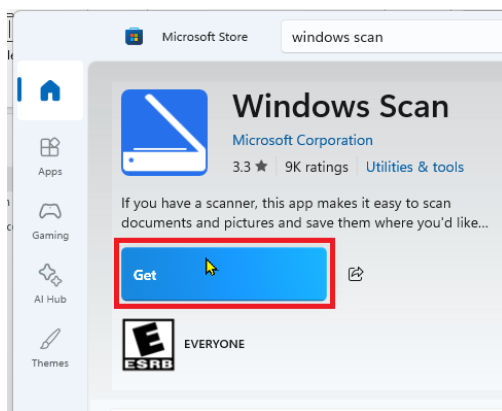 Microsoft Store
windows scan
Windows Scan
Microsoft Corporation
3.3 ★ 9K ratings Utilities & tools
If you have a scanner, this app makes it easy to scan
documents and pictures and save them where you'd like...
Get
E
ESRB
EVERYONE
Apps
Gaming
AI Hub
Themes